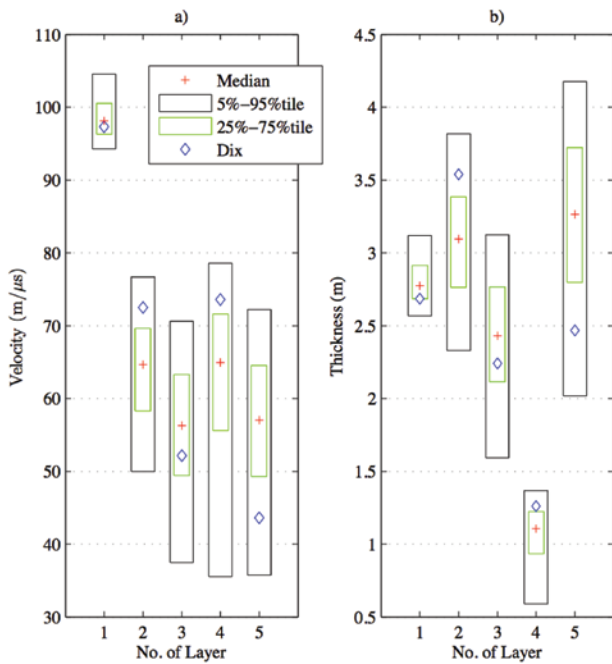 a)
110
100
90
80
70
60
50
40
30
Velocity (m/μs)
1 2 3 4 5
No. of Layer
Median
5%−95%tile
25%−75%tile
Dix
b)
4.5
4
3.5
3
2.5
2
1.5
1
0.5
Thickness (m)
1 2 3 4 5
No. of Layer